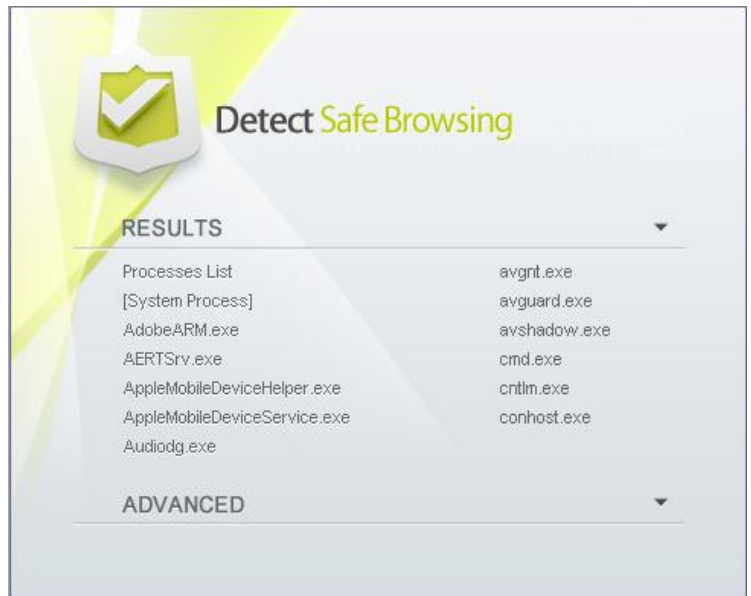 Detect Safe Browsing
RESULTS
Processes List
[System Process]
AdobeARM.exe
AERTSrv.exe
AppleMobileDeviceHelper.exe
AppleMobileDeviceService.exe
Audiodg.exe
avgnt.exe
avguard.exe
avshadow.exe
cmd.exe
cntlm.exe
conhost.exe
ADVANCED